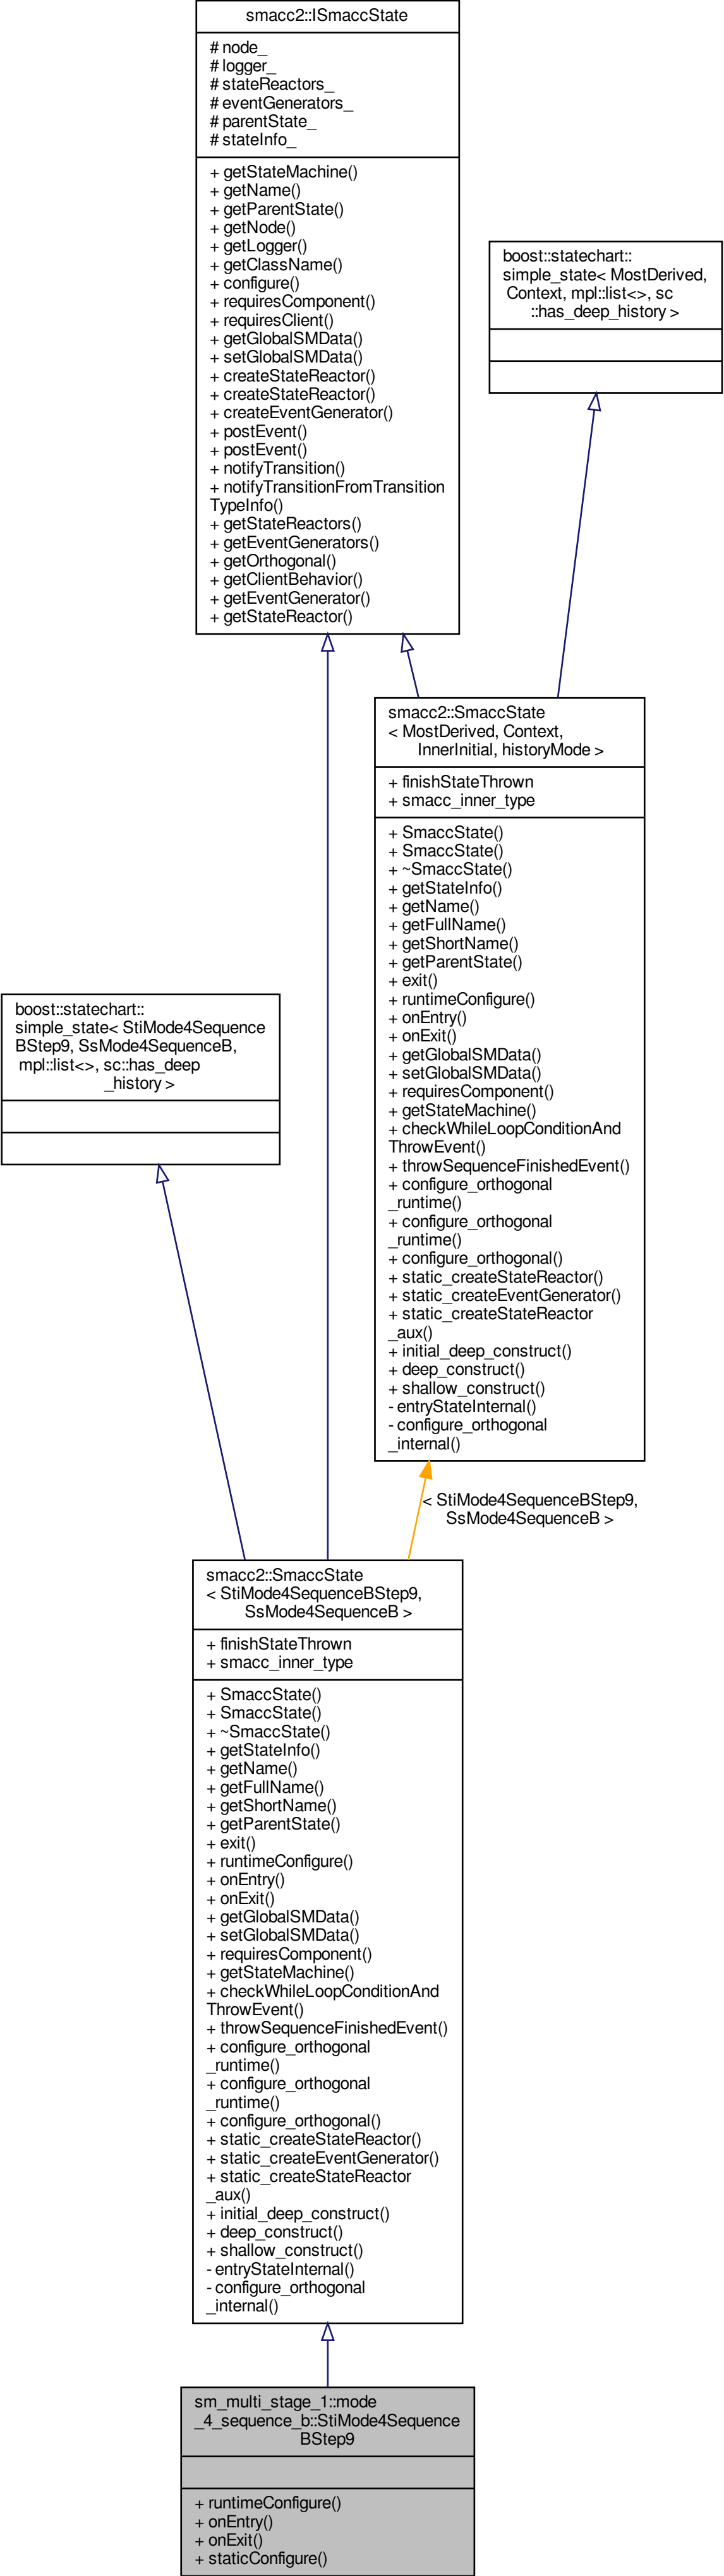 smacc2::ISmaccState
# node_
# logger_
# stateReactors_
# eventGenerators_
# parentState_
# stateInfo_
+ getStateMachine()
+ getName()
+ getParentState()
+ getNode()
+ getLogger()
+ getClassName()
+ configure()
+ requiresComponent()
+ requiresClient()
+ getGlobalSMData()
+ setGlobalSMData()
+ createStateReactor()
+ createStateReactor()
+ createEventGenerator()
+ postEvent()
+ postEvent()
+ notifyTransition()
+ notifyTransitionFromTransition
TypeInfo()
+ getStateReactors()
+ getEventGenerators()
+ getOrthogonal()
+ getClientBehavior()
+ getEventGenerator()
+ getStateReactor()
boost::statechart::
simple_state< MostDerived,
Context, mpl::list<>, sc
::has_deep_history >
smacc2::SmaccState
< MostDerived, Context,
InnerInitial, historyMode >
+ finishStateThrown
+ smacc_inner_type
+ SmaccState()
+ SmaccState()
+ ~SmaccState()
+ getStateInfo()
+ getName()
+ getFullName()
+ getShortName()
+ getParentState()
+ exit()
+ runtimeConfigure()
+ onEntry()
+ onExit()
+ getGlobalSMData()
+ setGlobalSMData()
+ requiresComponent()
+ getStateMachine()
+ checkWhileLoopConditionAnd
ThrowEvent()
+ throwSequenceFinishedEvent()
+ configure_orthogonal
_runtime()
+ configure_orthogonal
_runtime()
+ configure_orthogonal()
+ static_createStateReactor()
+ static_createEventGenerator()
+ static_createStateReactor
_aux()
+ initial_deep_construct()
+ deep_construct()
+ shallow_construct()
- entryStateInternal()
- configure_orthogonal
_internal()
boost::statechart::
simple_state< StiMode4Sequence
BStep9, SsMode4SequenceB,
mpl::list<>, sc::has_deep
_history >
< StiMode4SequenceBStep9,
SsMode4SequenceB >
smacc2::SmaccState
< StiMode4SequenceBStep9,
SsMode4SequenceB >
+ finishStateThrown
+ smacc_inner_type
+ SmaccState()
+ SmaccState()
+ ~SmaccState()
+ getStateInfo()
+ getName()
+ getFullName()
+ getShortName()
+ getParentState()
+ exit()
+ runtimeConfigure()
+ onEntry()
+ onExit()
+ getGlobalSMData()
+ setGlobalSMData()
+ requiresComponent()
+ getStateMachine()
+ checkWhileLoopConditionAnd
ThrowEvent()
+ throwSequenceFinishedEvent()
+ configure_orthogonal
_runtime()
+ configure_orthogonal
_runtime()
+ configure_orthogonal()
+ static_createStateReactor()
+ static_createEventGenerator()
+ static_createStateReactor
_aux()
+ initial_deep_construct()
+ deep_construct()
+ shallow_construct()
- entryStateInternal()
- configure_orthogonal
_internal()
sm_multi_stage_1::mode
_4_sequence_b::StiMode4Sequence
BStep9
+ runtimeConfigure()
+ onEntry()
+ onExit()
+ staticConfigure()